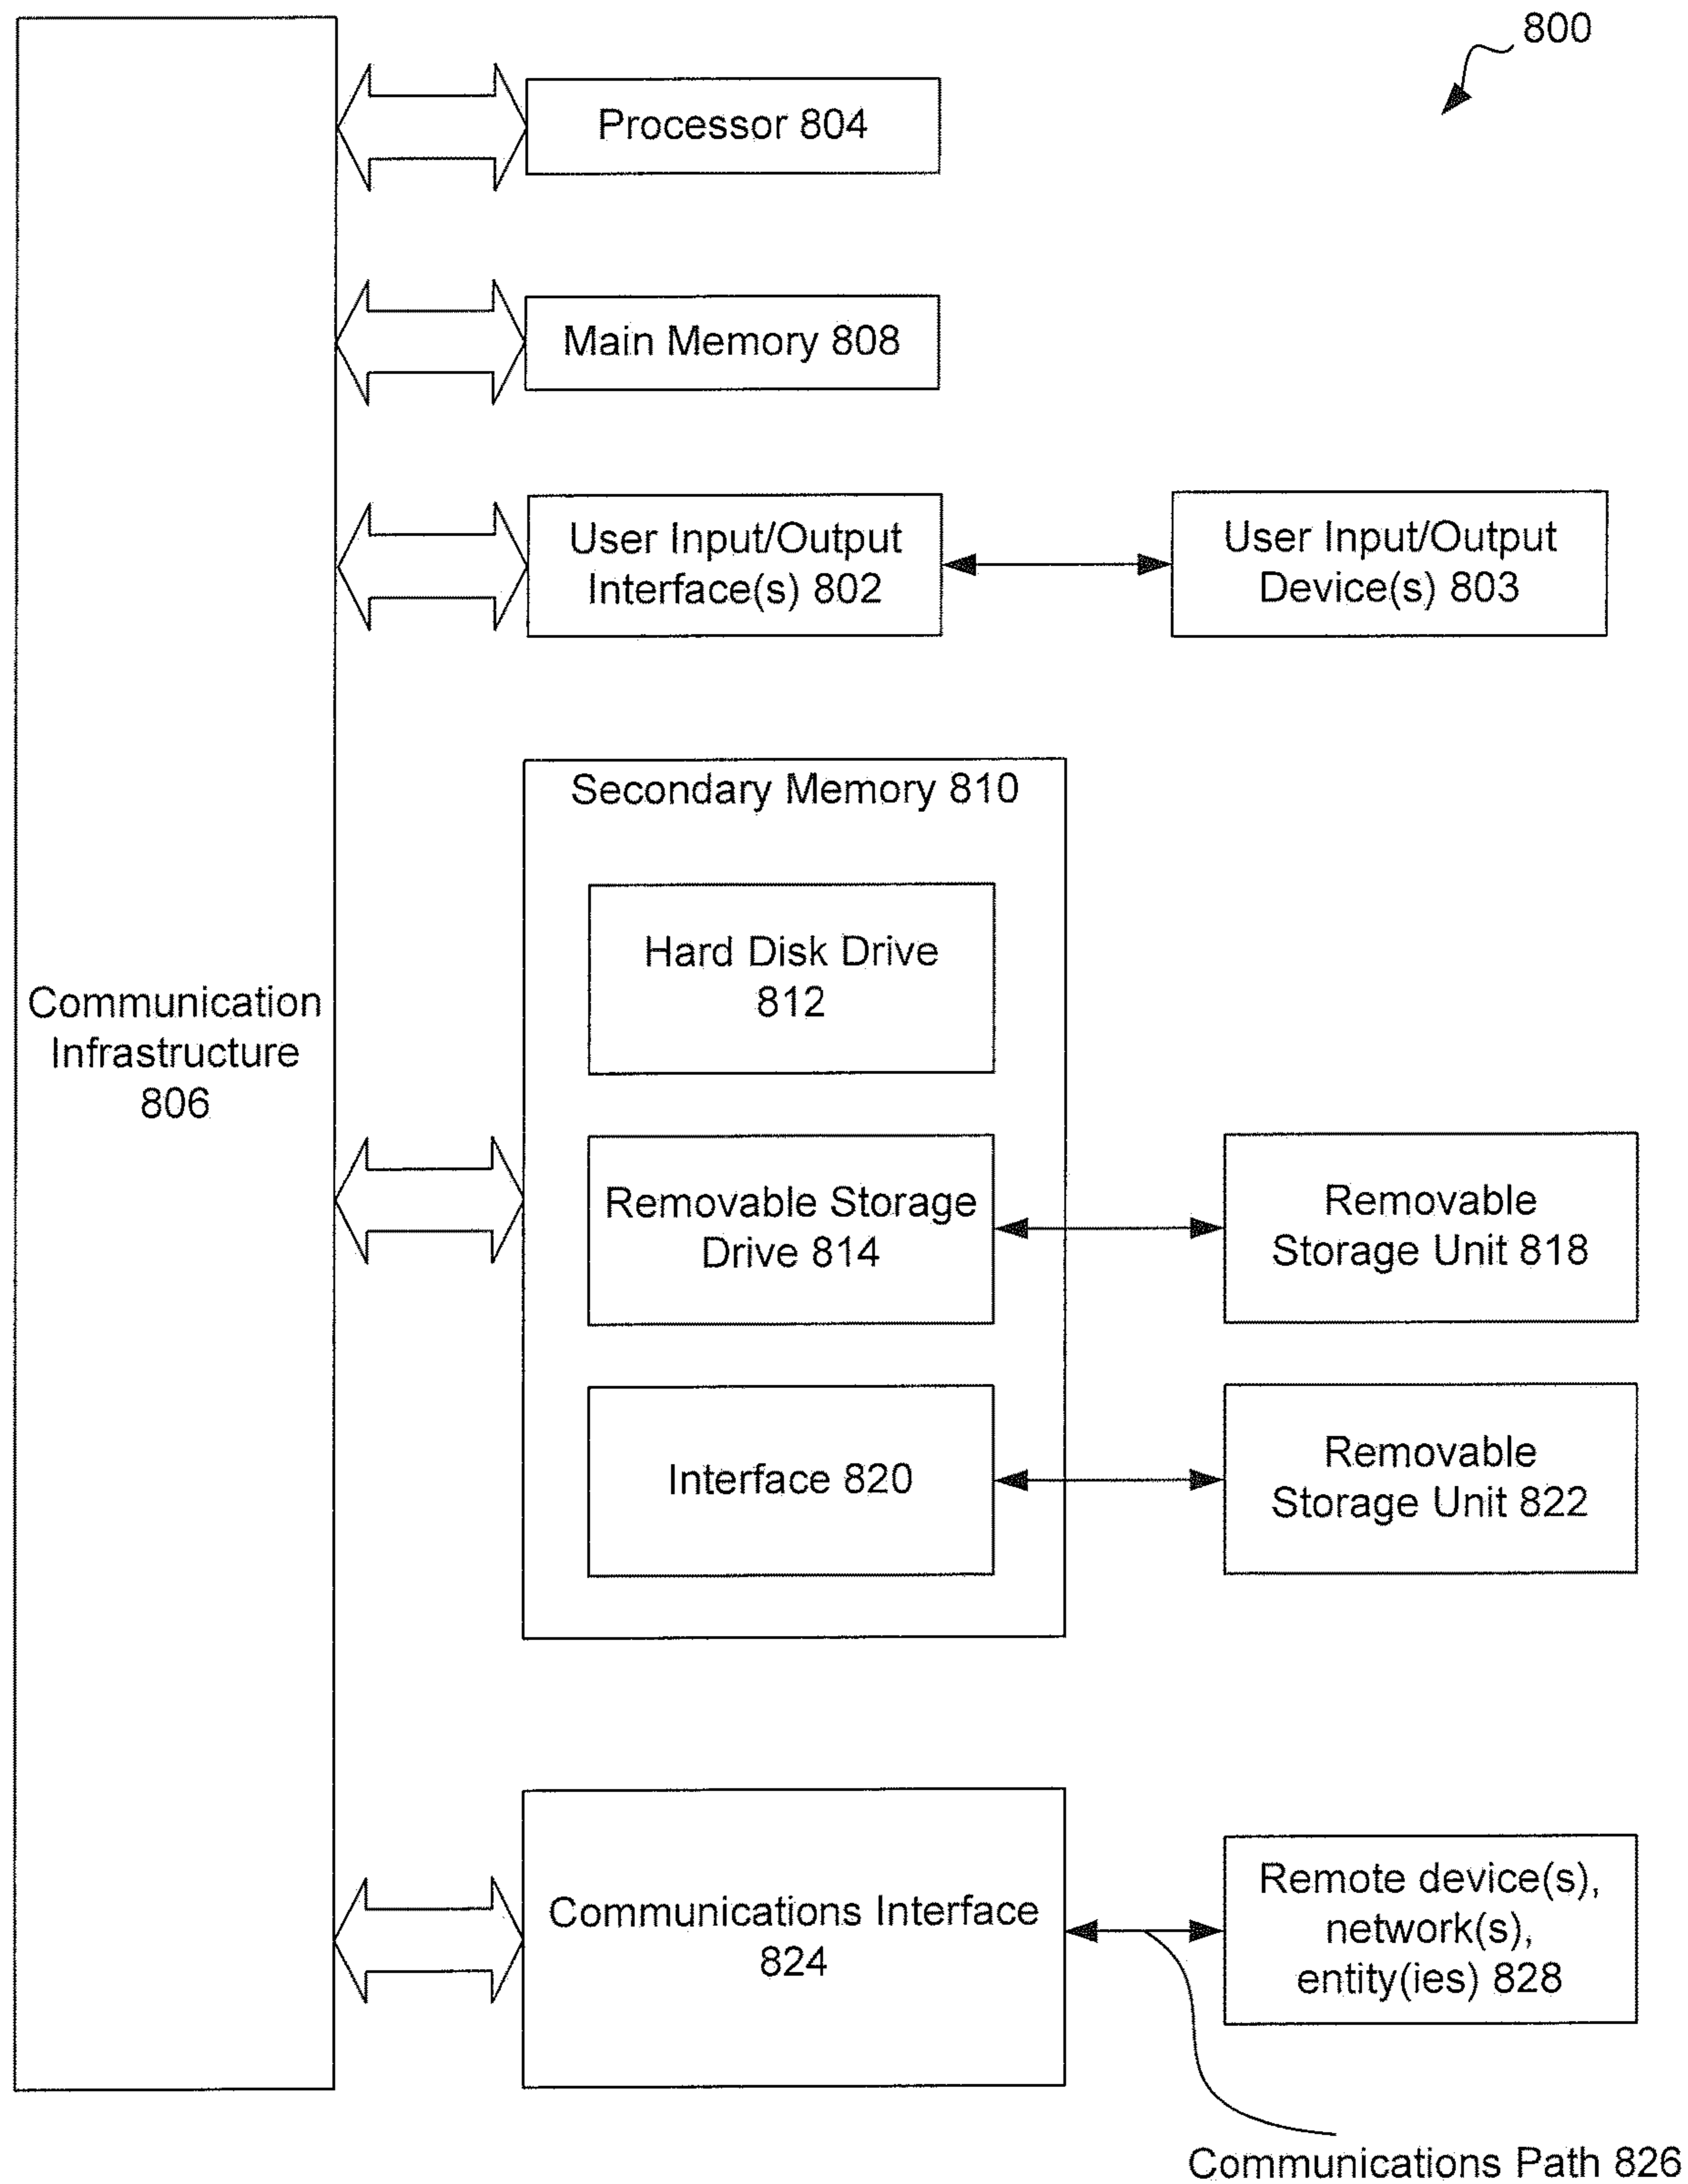 800
Processor 804
Main Memory 808
User Input/Output
Interface(s) 802
User Input/Output
Device(s) 803
Secondary Memory 810
Hard Disk Drive
812
Communication
Infrastructure
806
Removable Storage
Drive 814
Removable
Storage Unit 818
Interface 820
Removable
Storage Unit 822
Communications Interface
824
Remote device(s),
network(s),
entity(ies) 828
Communications Path 826